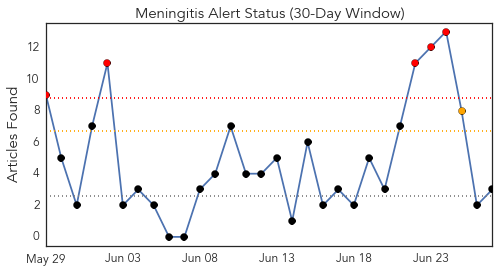 Meningitis Alert Status (30-Day Window)
Articles Found
12
10
8
6
4
2
0
May 29 Jun 03 Jun 08 Jun 13 Jun 18 Jun 23